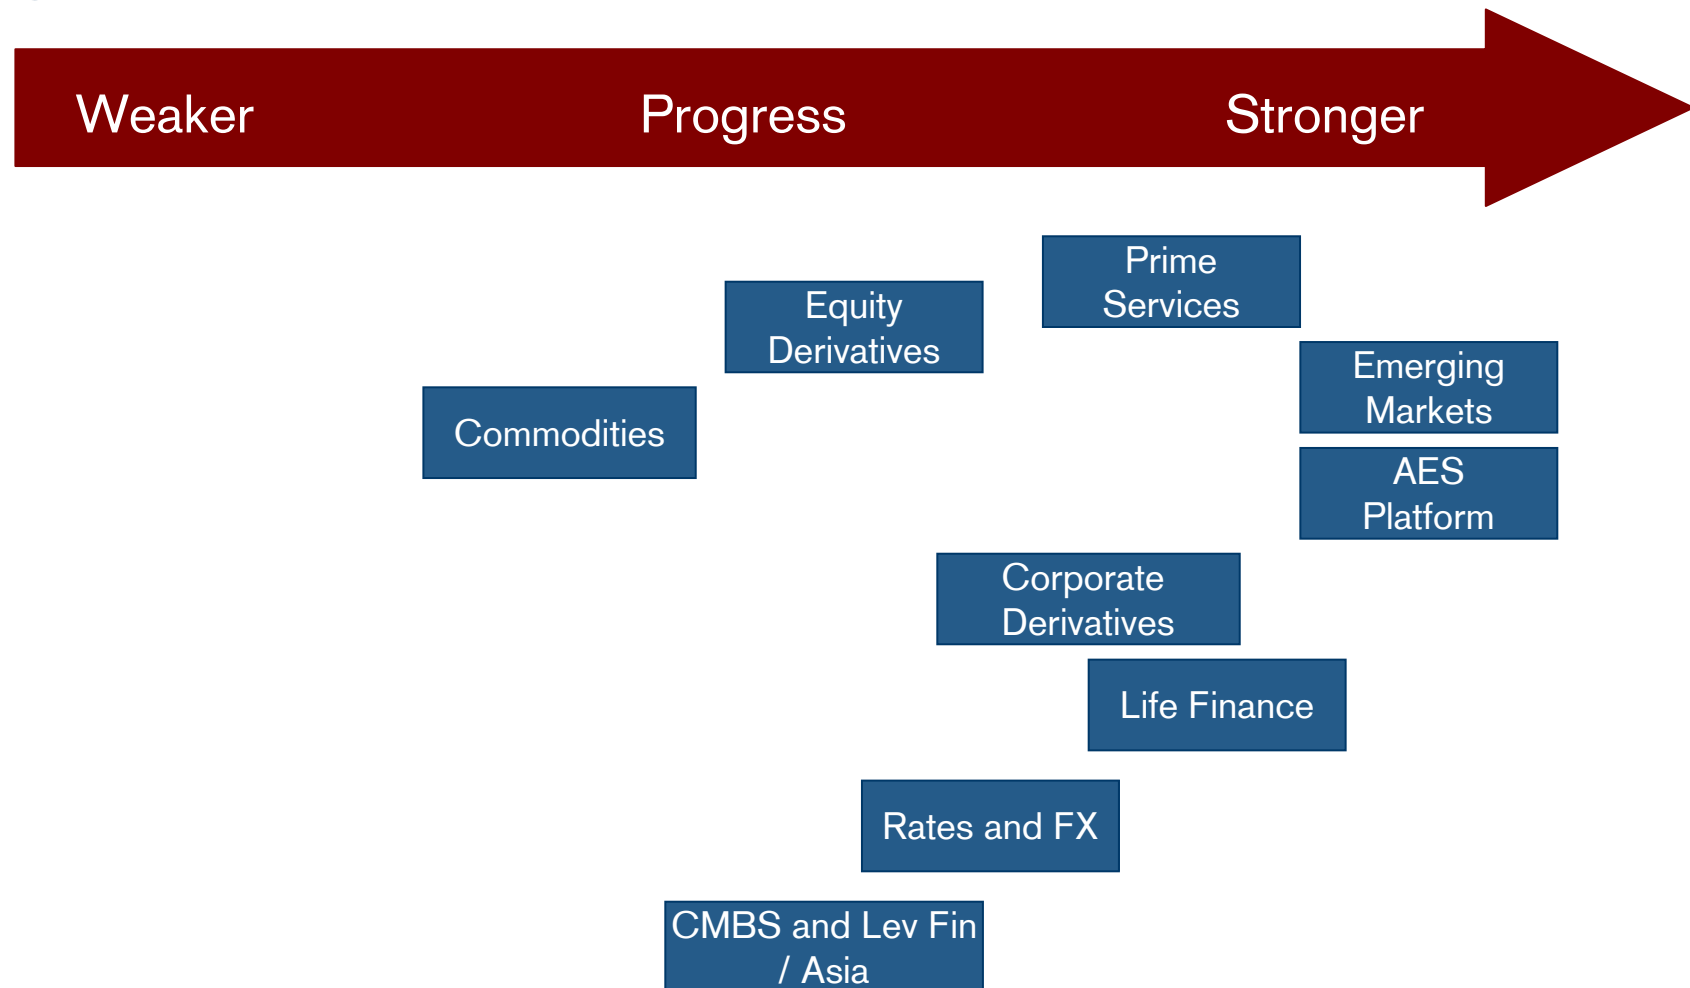 Weaker Progress Stronger
Prime
Services
Equity
Derivatives
Emerging
Markets
Commodities
AES
Platform
Corporate
Derivatives
Life Finance
Rates and FX
CMBS and Lev Fin
/ Asia